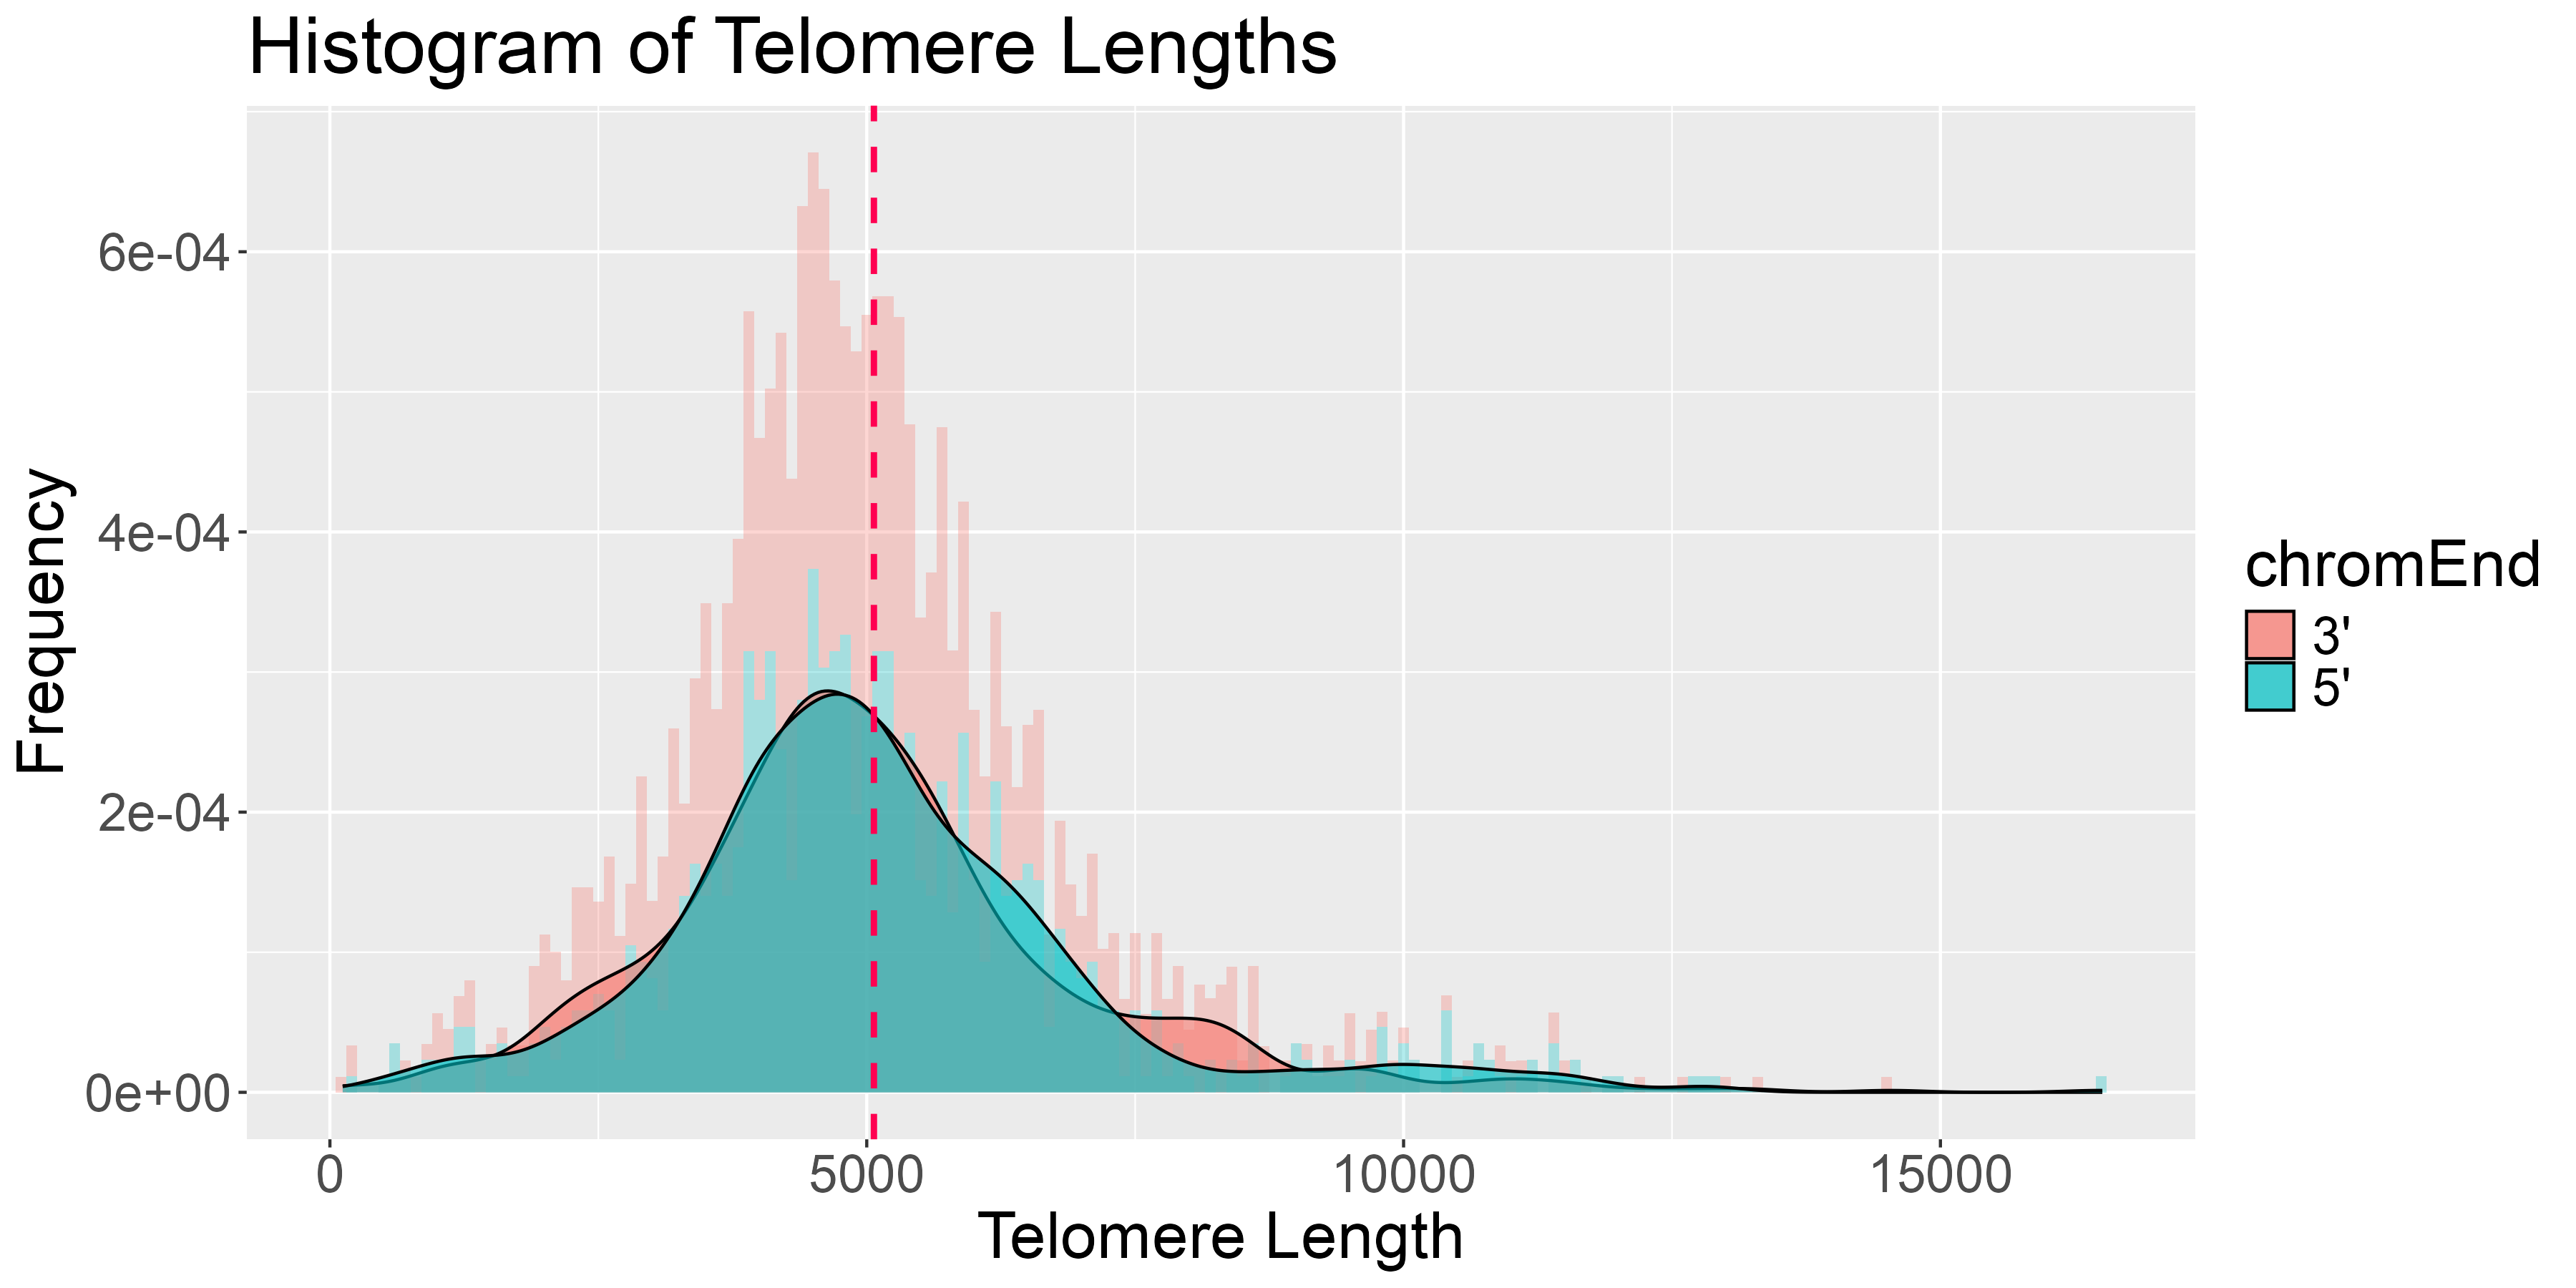 Histogram of Telomere Lengths
6e-04
4e-04
2e-04
0e+00
Frequency
0
5000
10000
15000
Telomere Length
chromEnd
3'
5'